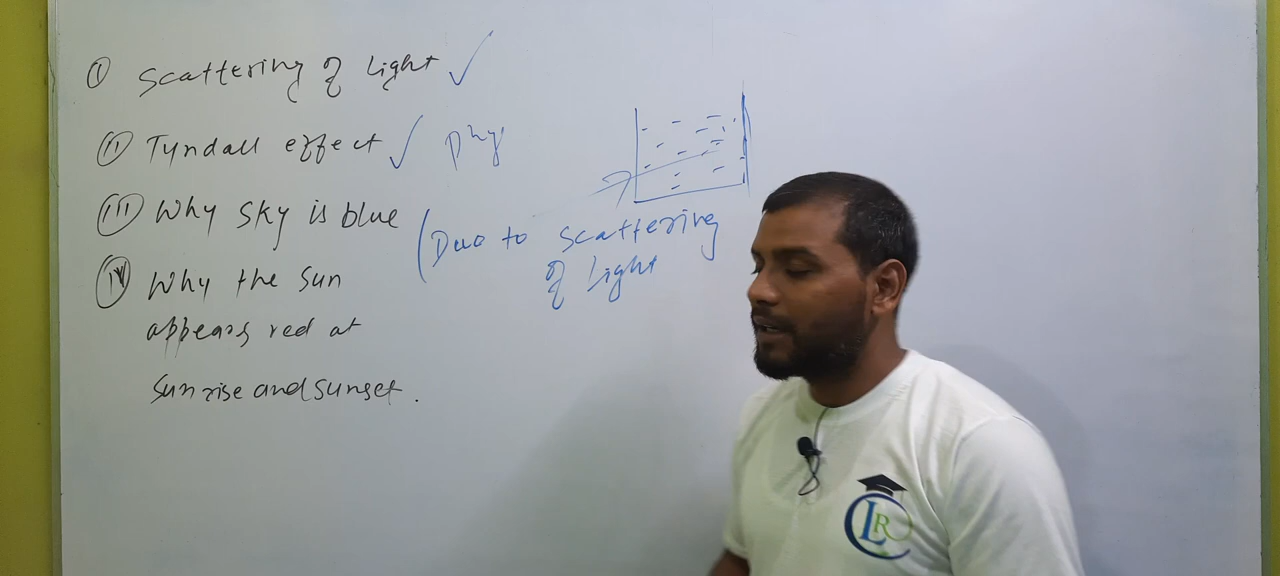 (i) Scattering of Light ✓
(ii) Tyndall effect ✓ Phy
(iii) Why Sky is blue (Due to Scattering
of Light
(iv) Why the Sun
appears red at
Sunrise and Sunset.
LRC